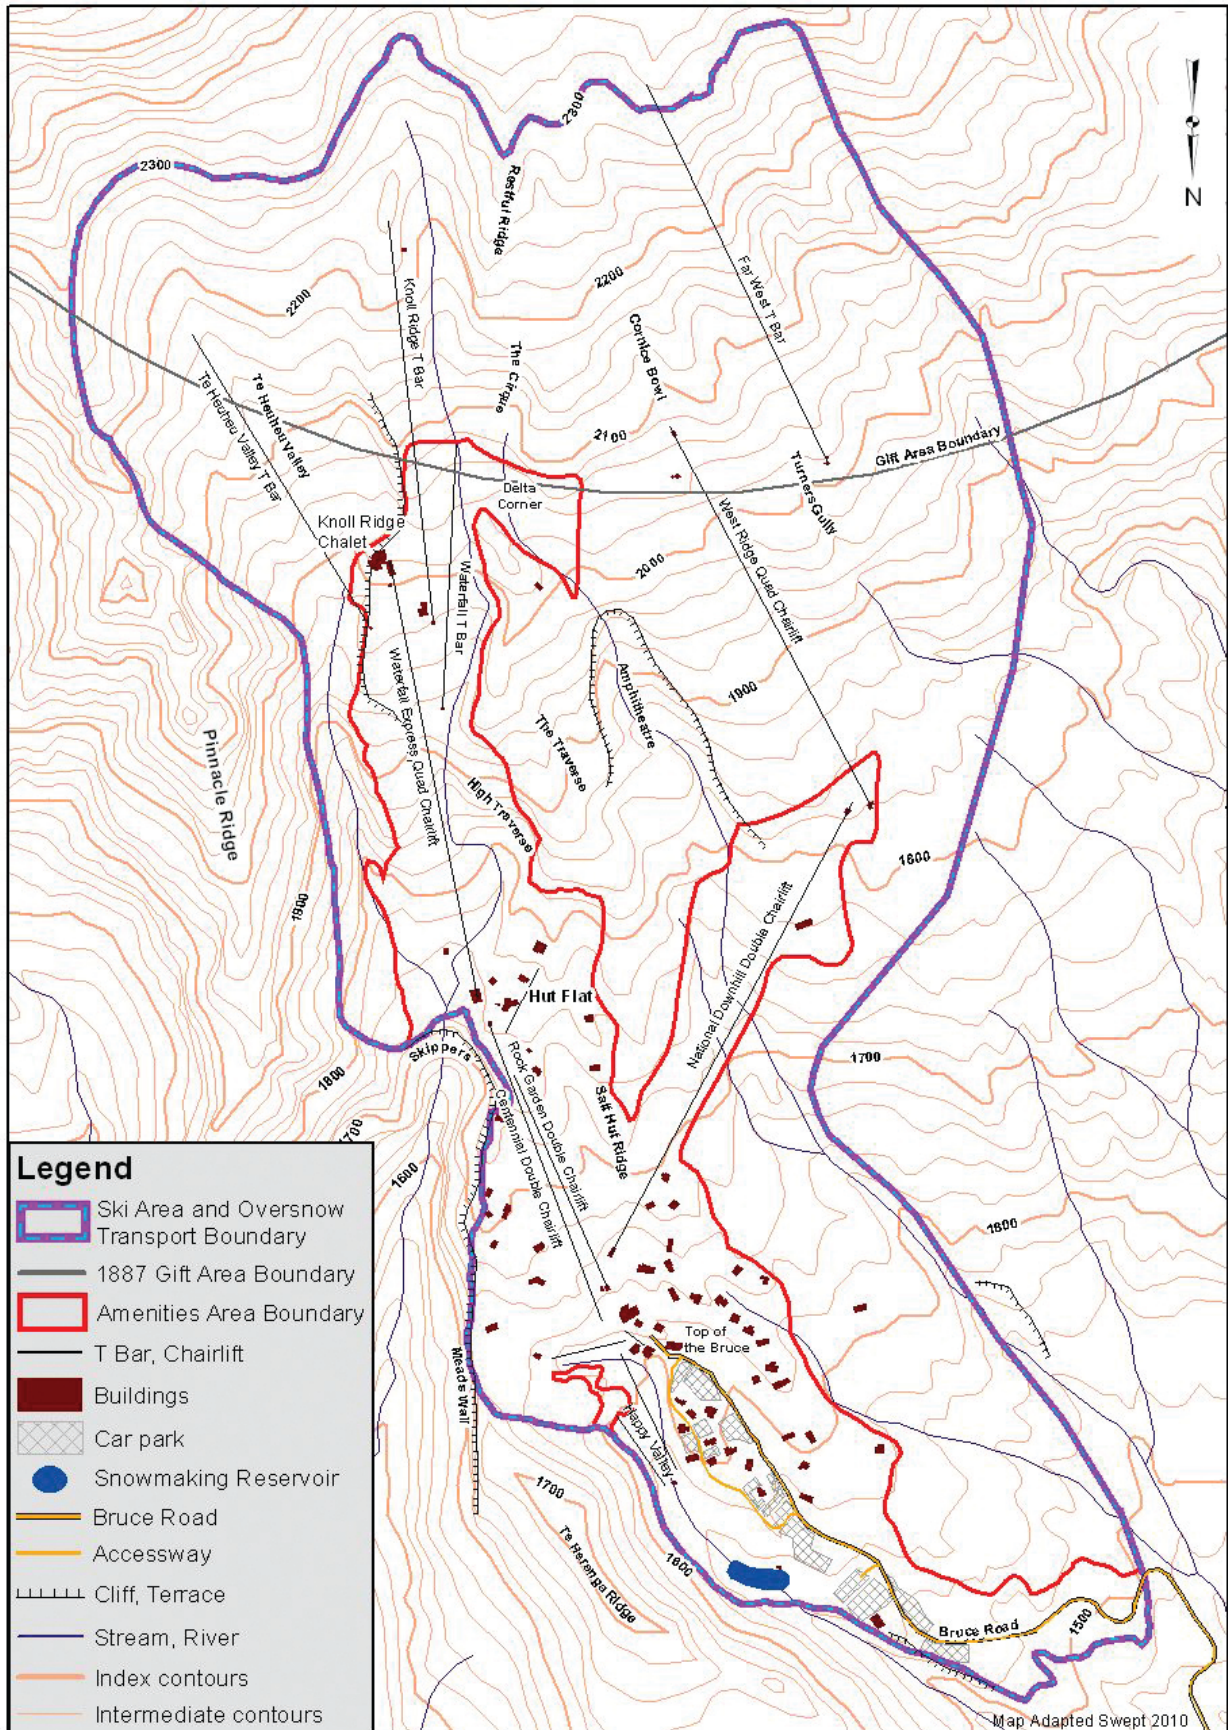 2300
2300
N
Restful Ridge
2200
2200
Knoll Ridge T Bar
Far West T Bar
Cornice Bowl
The Cirque
Te Heuheu Valley
Te Heuheu Valley T Bar
2100
Gift Area Boundary
Turners Gully
Delta
Corner
Knoll Ridge
Chalet
West Ridge Quad Chairlift
2000
Waterfall T Bar
Waterfall Express Quad Chairlift
Amphitheatre
1900
The Traverse
High Traverse
Pinnacle
Ridge
1800
1900
National Downhill Double Chairlift
Hut Flat
Skippers
Rock Garden Double Chairlift
Centennial Double Chairlift
Salt Hut Ridge
1700
1800
1700
1600
1600
Top of
the Bruce
Meads Wall
Happy Valley
1700
Te Herenga Ridge
1600
Bruce Road
1500
Legend
Ski Area and Oversnow
Transport Boundary
1887 Gift Area Boundary
Amenities Area Boundary
T Bar, Chairlift
Buildings
Car park
Snowmaking Reservoir
Bruce Road
Accessway
Cliff, Terrace
Stream, River
Index contours
Intermediate contours
Map Adapted Swept 2010